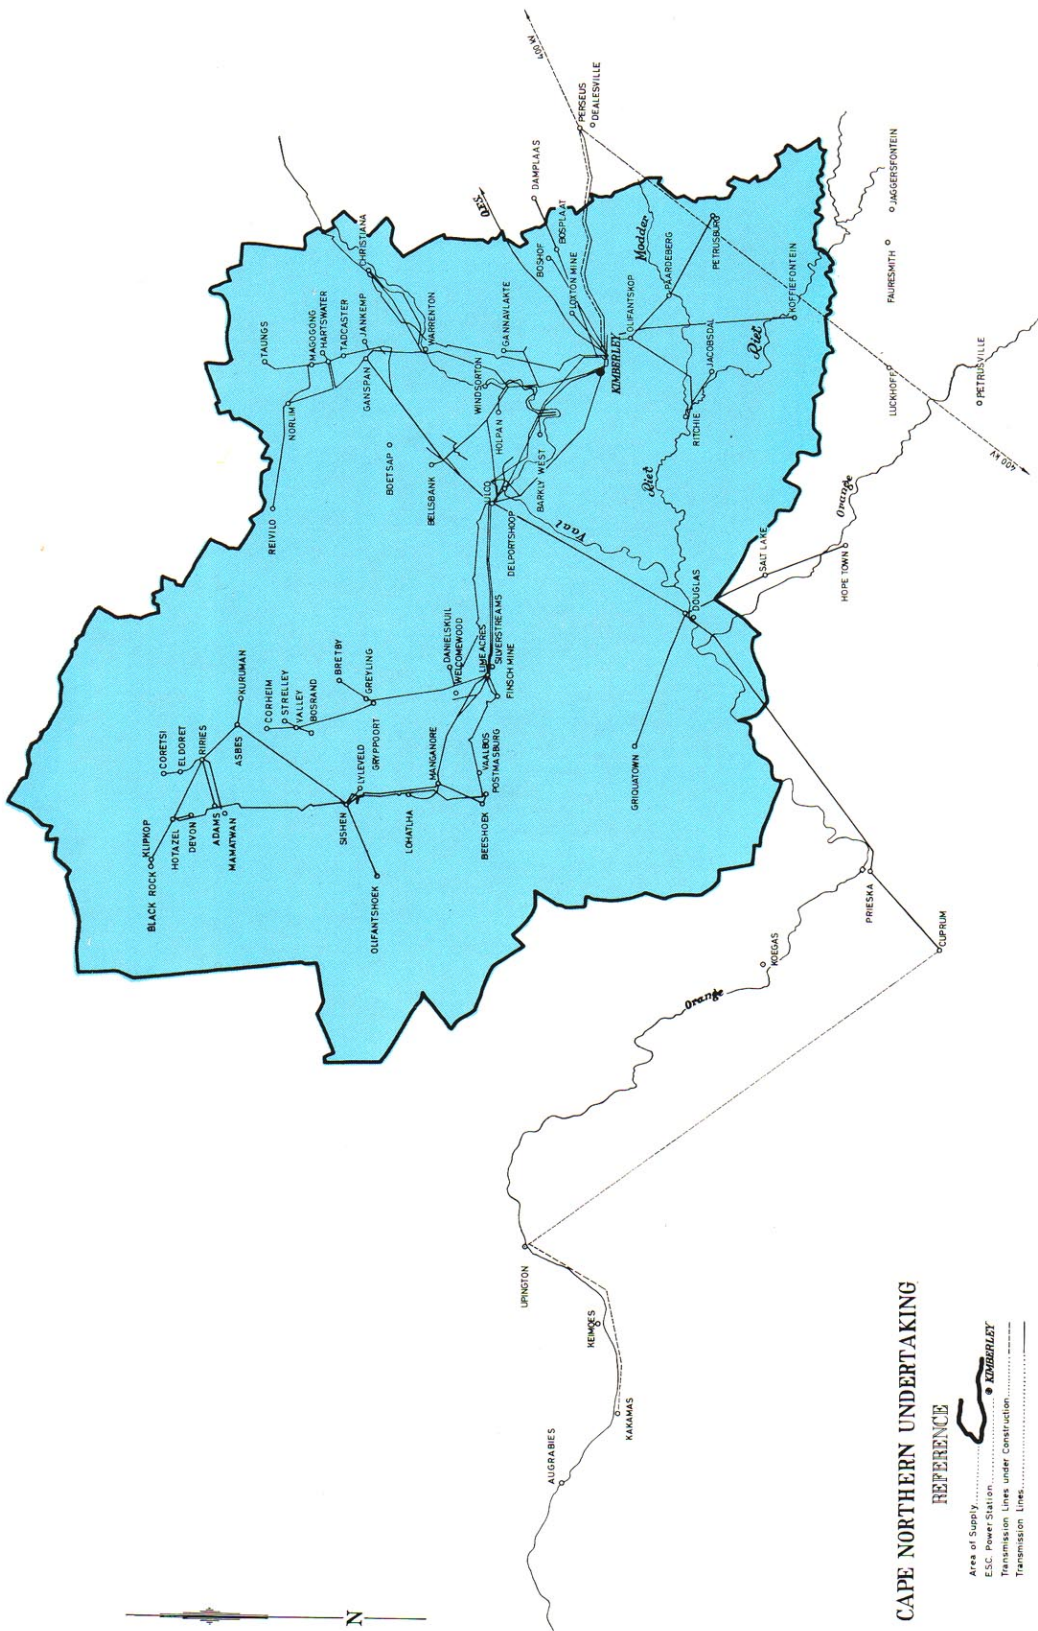 CAPE NORTHERN UNDERTAKING
REFERENCE
Area of Supply
E.S.C. Power Station KIMBERLEY
Transmission Lines under Construction
Transmission Lines
N
AUGRABIES
KAKAMAS
KEIMOES
UPINGTON
Orange
KOEGAS
CUPRUM
PRIESKA
BLACK ROCK
KLIPKOP
HOTAZEL
DEVON
ADAMS
MAMATWAN
CORETSI
ELDORET
RIRIES
ASBES
KURUMAN
CORHEIM
STRELLEY
VALLEY
BOSRAND
BRETBY
GREYLING
GRYPPOORT
SISHEN
LYLEVELD
OLIFANTSHOEK
LOHATLHA
MANGANORE
BEESHOEK
VAALBOS
POSTMASBURG
DANIELSKUIL
WELCOMEWOOD
LIMEACRES
SILVERSTREAMS
FINSCH MINE
GRIQUATOWN
DOUGLAS
SALT LAKE
HOPE TOWN
Orange
REIVILO
NORLIM
TAUNGS
MAGOGONG
HARTSWATER
TADCASTER
JANKEMP
GANSPAN
CHRISTIANA
WARRENTON
BOETSAP
BELLSBANK
ULCO
DELPORTSHOOP
HOLPAN
BARKLY WEST
WINDSORTON
GANNAVLAKTE
Vaal
Riet
KIMBERLEY
OLIFANTSKOP
RITCHIE
JACOBSDAL
Riet
KOFFIEFONTEIN
PAARDEBERG
PETRUSBURG
Modder
LOXTON MINE
BOSHOF
BOSPLAAT
DAMPLAAS
O.F.S.
PERSEUS
DEALESVILLE
400 kV
JAGGERSFONTEIN
FAURESMITH
LUCKHOFF
PETRUSVILLE
400 kV